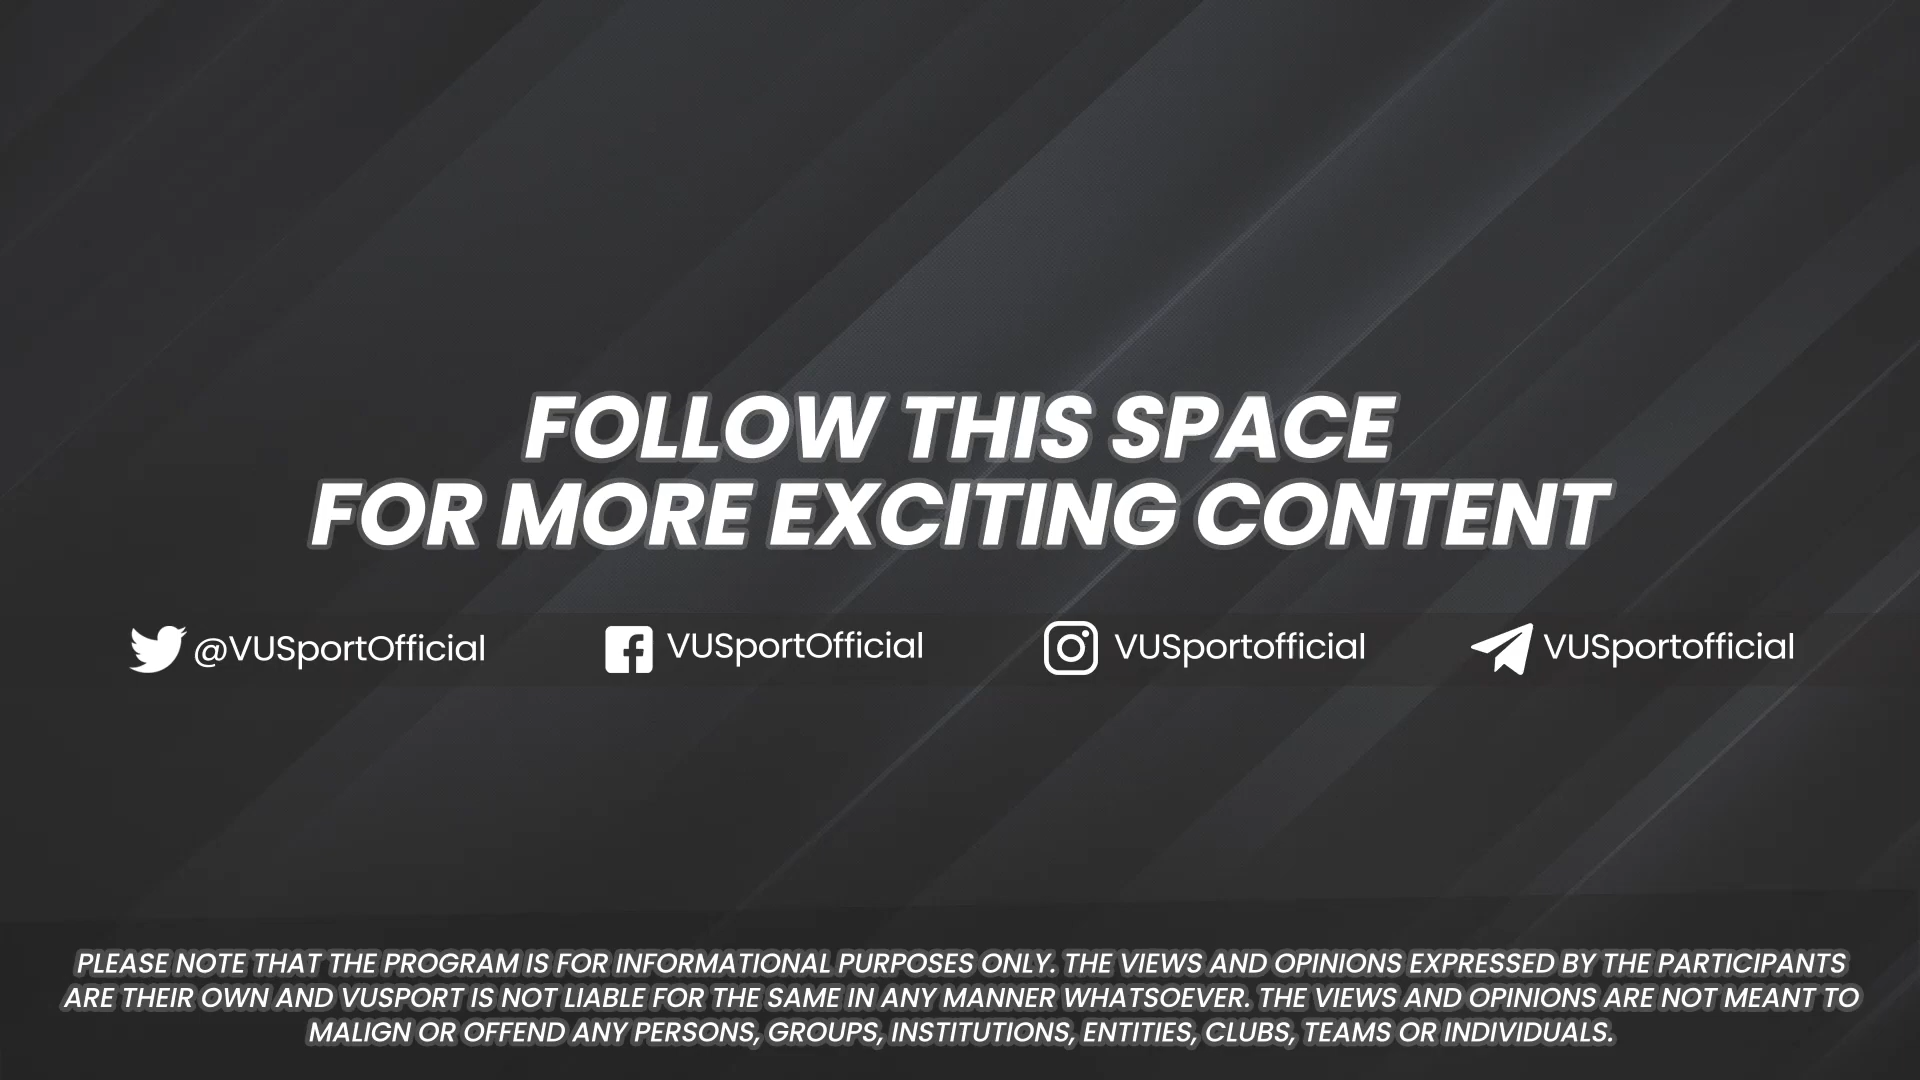 FOLLOW THIS SPACE
FOR MORE EXCITING CONTENT
@VUSportOfficial
VUSportOfficial
VUSportofficial
VUSportofficial
PLEASE NOTE THAT THE PROGRAM IS FOR INFORMATIONAL PURPOSES ONLY. THE VIEWS AND OPINIONS EXPRESSED BY THE PARTICIPANTS
ARE THEIR OWN AND VUSPORT IS NOT LIABLE FOR THE SAME IN ANY MANNER WHATSOEVER. THE VIEWS AND OPINIONS ARE NOT MEANT TO
MALIGN OR OFFEND ANY PERSONS, GROUPS, INSTITUTIONS, ENTITIES, CLUBS, TEAMS OR INDIVIDUALS.